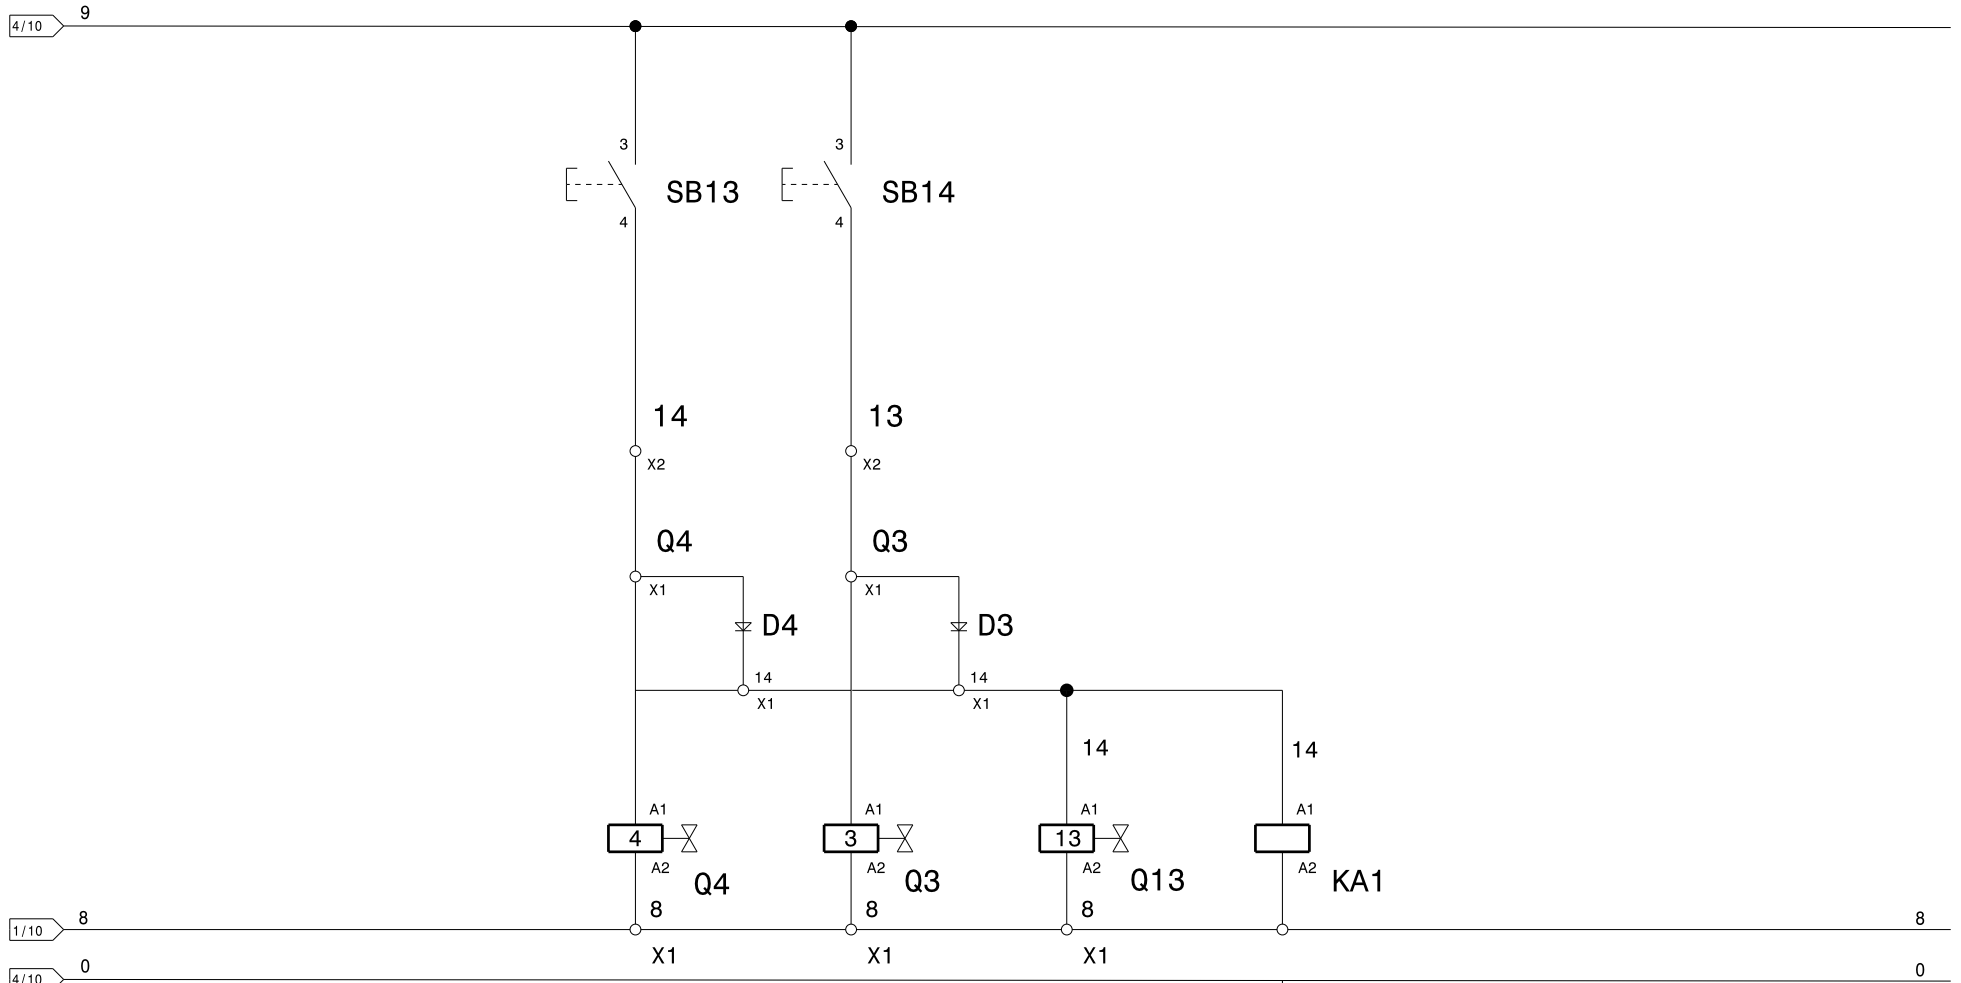 9
4/10
3 3
SB13 SB14
4 4
14 13
X2 X2
Q4 Q3
X1 X1
D4 D3
14 14
X1 X1
14 14
A1 A1 A1 A1
4 3 13
A2 A2 A2 A2
Q4 Q3 Q13 KA1
8 8 8
8 8
1/10
X1 X1 X1
0 0
4/10